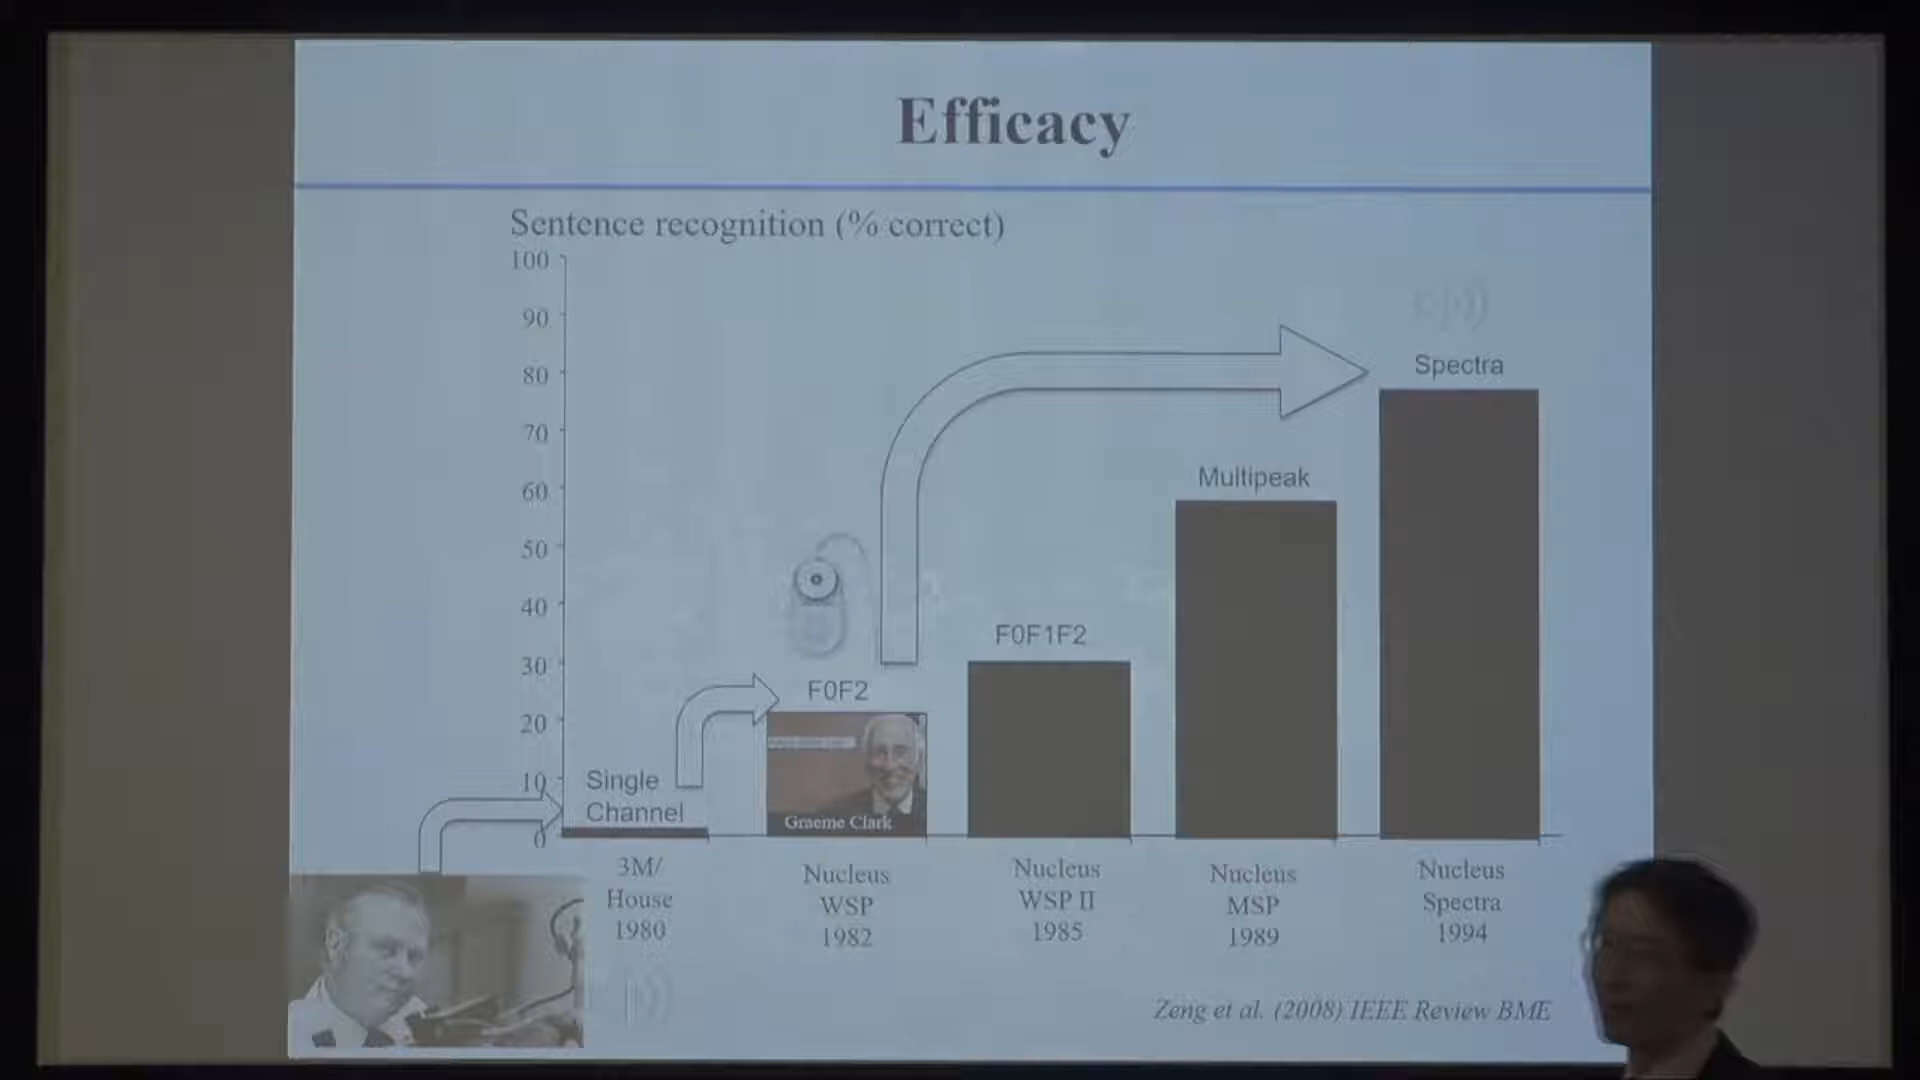 Efficacy
Sentence recognition (% correct)
100
90
80
70
60
50
40
30
20
10
0
Single
Channel
F0F2
F0F1F2
Multipeak
Spectra
Graeme Clark
3M/
House
1980
Nucleus
WSP
1982
Nucleus
WSP II
1985
Nucleus
MSP
1989
Nucleus
Spectra
1994
Zeng et al. (2008) IEEE Review BME